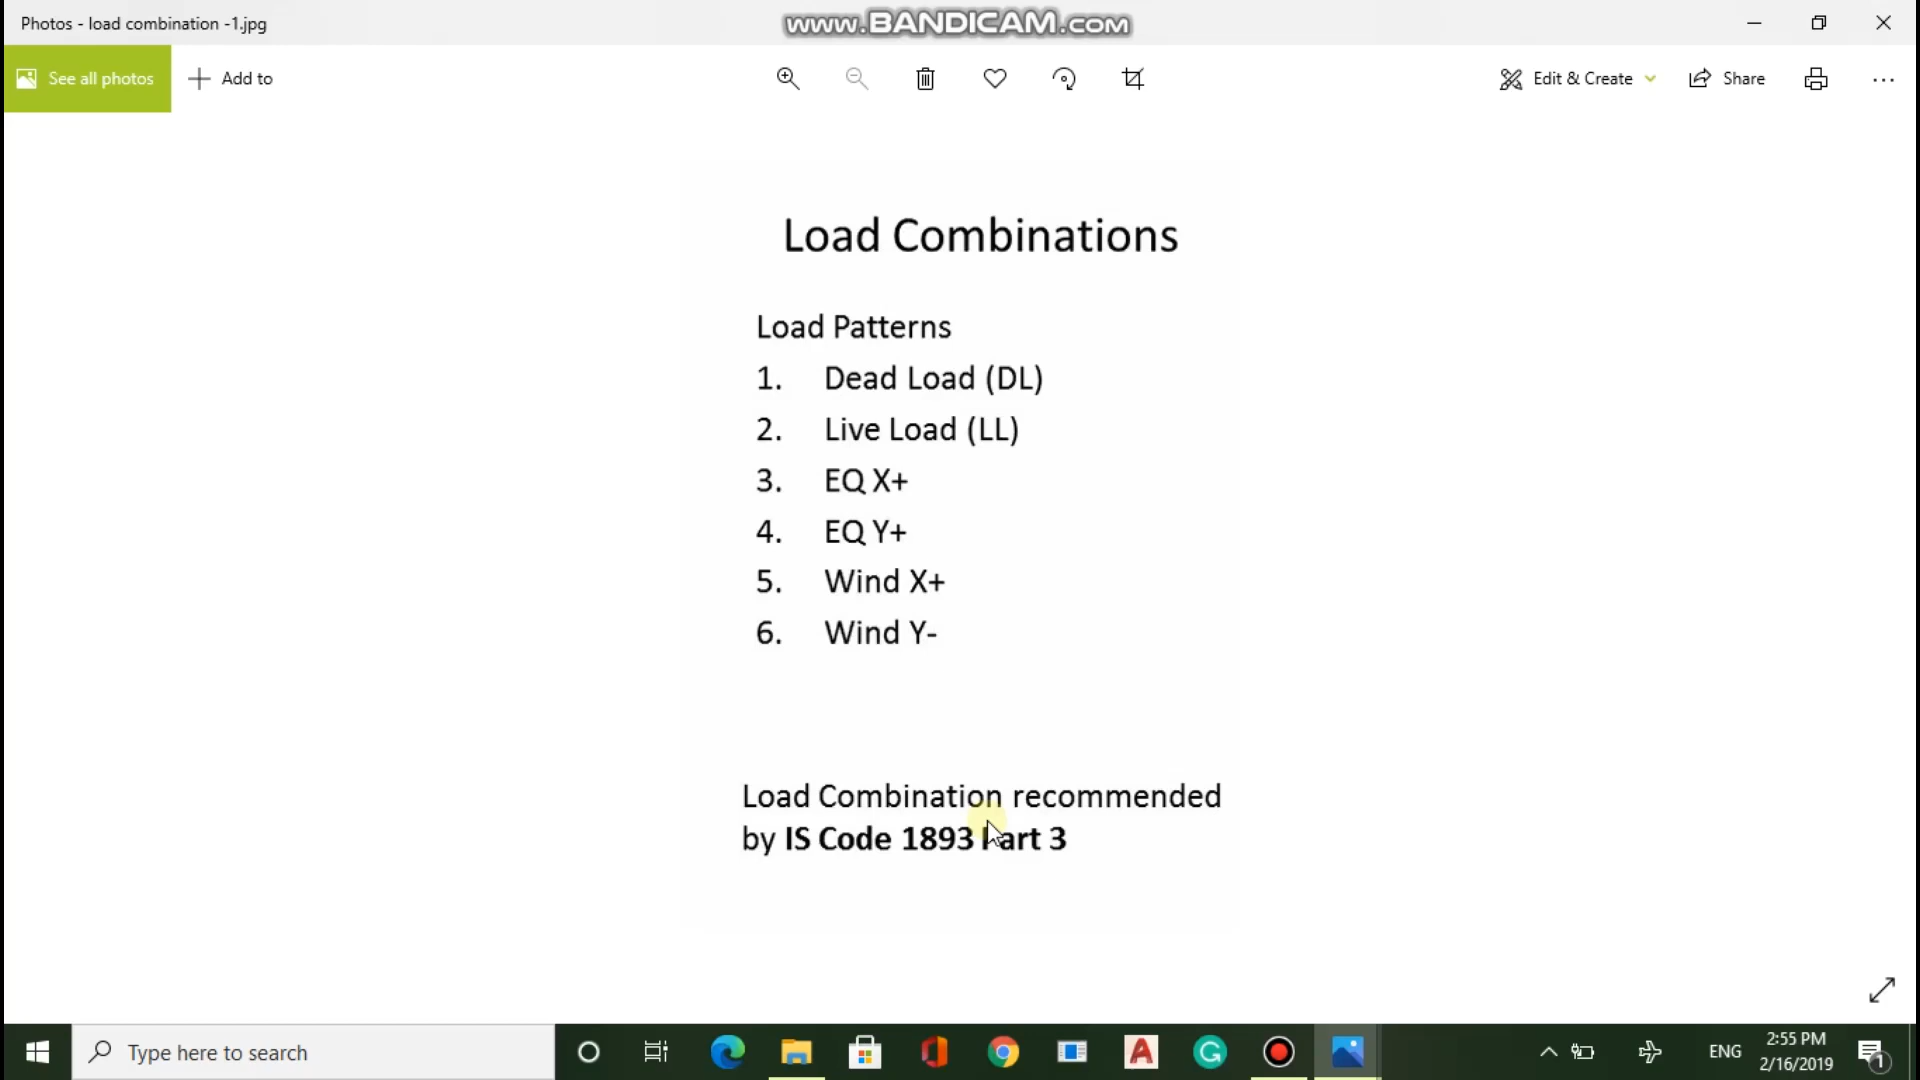 Photos - load combination -1.jpg
www.BANDICAM.com
See all photos
Add to
Edit & Create
Share
Load Combinations
Load Patterns
1. Dead Load (DL)
2. Live Load (LL)
3. EQ X+
4. EQ Y+
5. Wind X+
6. Wind Y-
Load Combination recommended
by IS Code 1893 Part 3
Type here to search
ENG
2:55 PM
2/16/2019
1